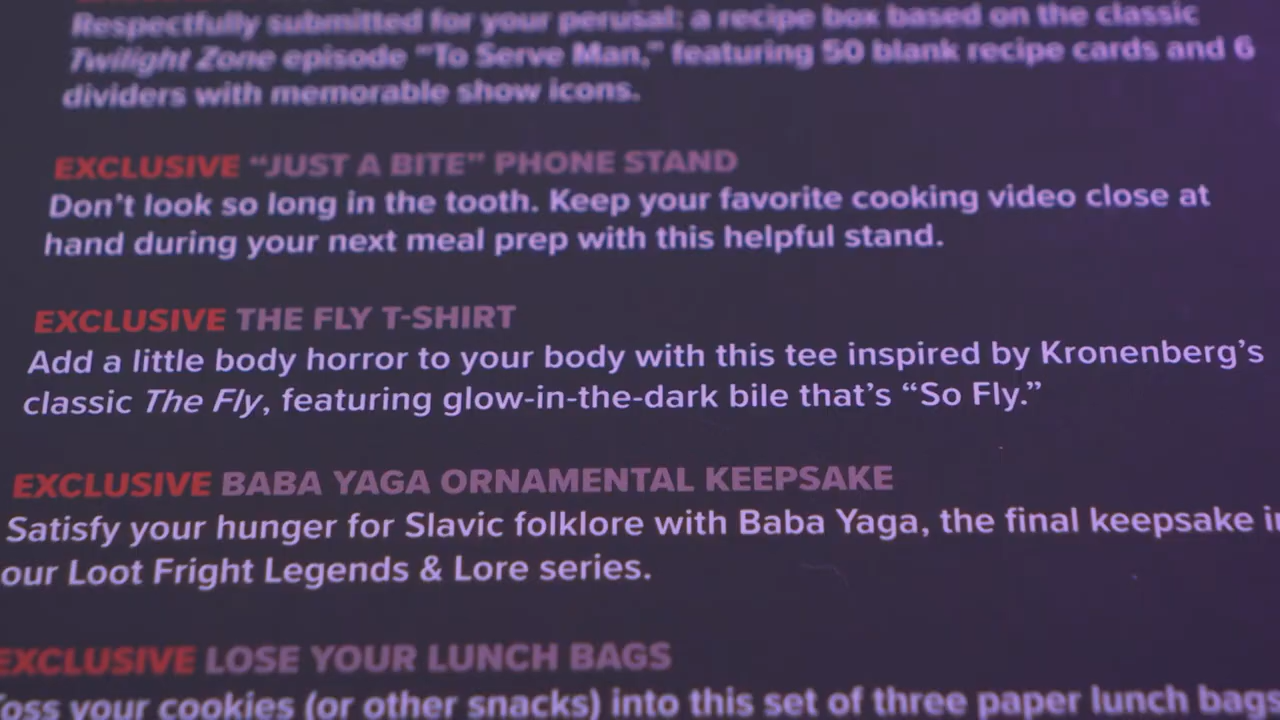 Respectfully submitted for your perusal: a recipe box based on the classic
Twilight Zone episode “To Serve Man,” featuring 50 blank recipe cards and 6
dividers with memorable show icons.
EXCLUSIVE “JUST A BITE” PHONE STAND
Don’t look so long in the tooth. Keep your favorite cooking video close at
hand during your next meal prep with this helpful stand.
EXCLUSIVE THE FLY T-SHIRT
Add a little body horror to your body with this tee inspired by Kronenberg’s
classic The Fly, featuring glow-in-the-dark bile that’s “So Fly.”
EXCLUSIVE BABA YAGA ORNAMENTAL KEEPSAKE
Satisfy your hunger for Slavic folklore with Baba Yaga, the final keepsake
our Loot Fright Legends & Lore series.
EXCLUSIVE LOSE YOUR LUNCH BAGS
your cookies (or other snacks) into this set of three paper lunch bags